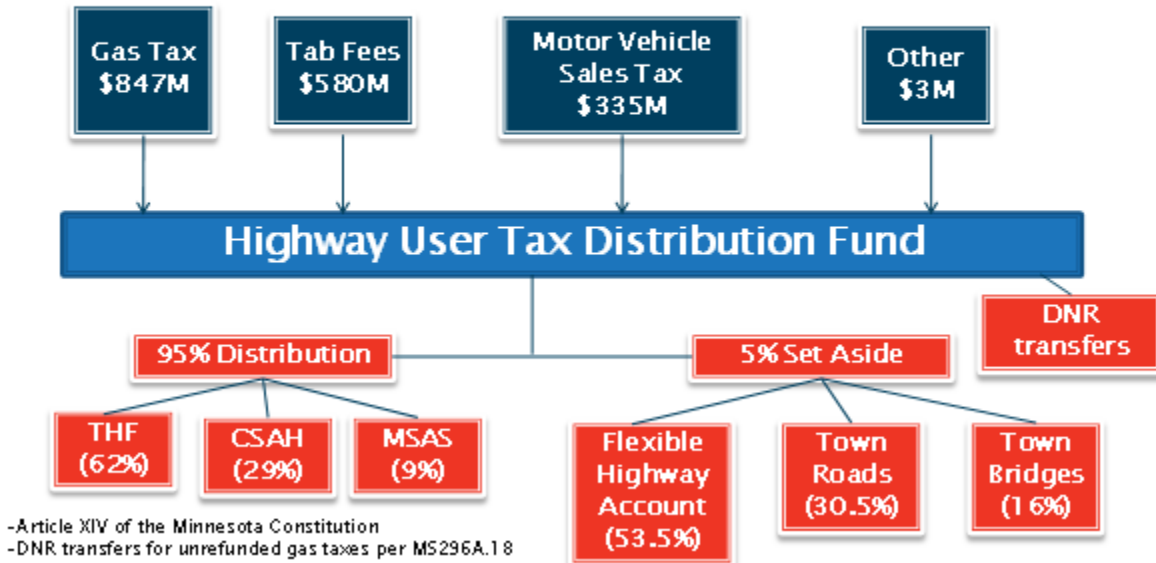 Gas Tax
$847M
Tab Fees
$580M
Motor Vehicle
Sales Tax
$335M
Other
$3M
Highway User Tax Distribution Fund
DNR
transfers
95% Distribution
5% Set Aside
THF
(62%)
CSAH
(29%)
MSAS
(9%)
Flexible
Highway
Account
(53.5%)
Town
Roads
(30.5%)
Town
Bridges
(16%)
-Article XIV of the Minnesota Constitution
-DNR transfers for unrefunded gas taxes per MS296A.18